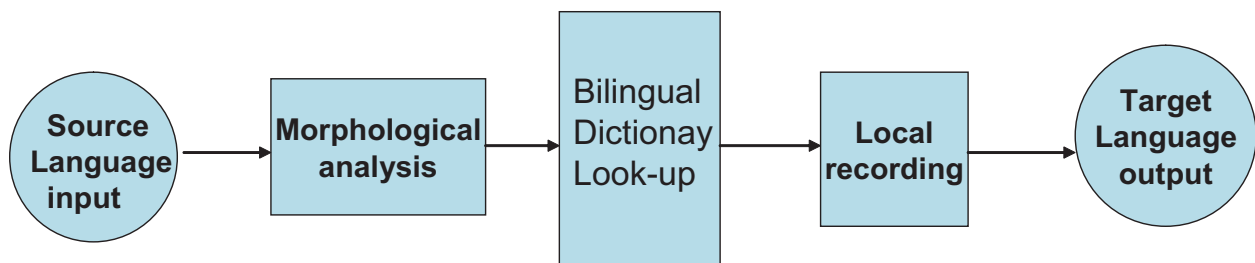 Source
Language
input
Morphological
analysis
Bilingual
Dictionay
Look-up
Local
recording
Target
Language
output